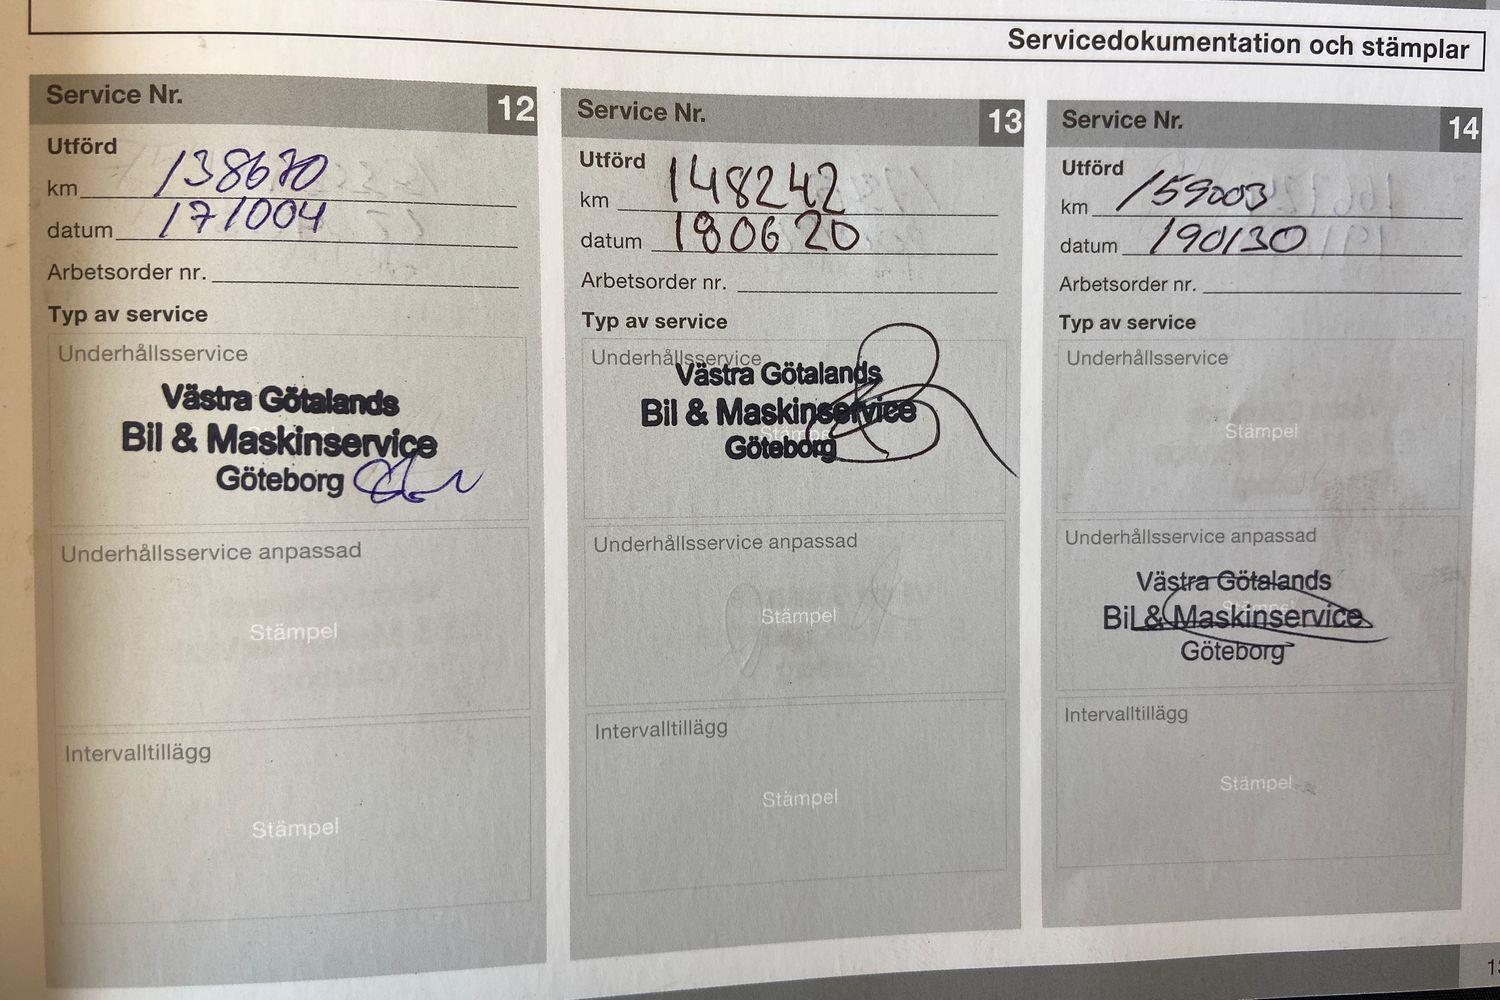 Servicedokumentation och stämplar
Service Nr. 12
Utförd
km 138670
datum 171004
Arbetsorder nr.
Typ av service
Underhållsservice
Västra Götalands
Bil & Maskinservice
Göteborg
Underhållsservice anpassad
Stämpel
Intervalltillägg
Stämpel
Service Nr. 13
Utförd
km 148242
datum 180620
Arbetsorder nr.
Typ av service
Underhållsservice
Västra Götalands
Bil & Maskinservice
Stämpel
Göteborg
Underhållsservice anpassad
Stämpel
Intervalltillägg
Stämpel
Service Nr. 14
Utförd
km 159003
datum 190130
Arbetsorder nr.
Typ av service
Underhållsservice
Stämpel
Underhållsservice anpassad
Västra Götalands
Stämpel
Bil & Maskinservice
Göteborg
Intervalltillägg
Stämpel